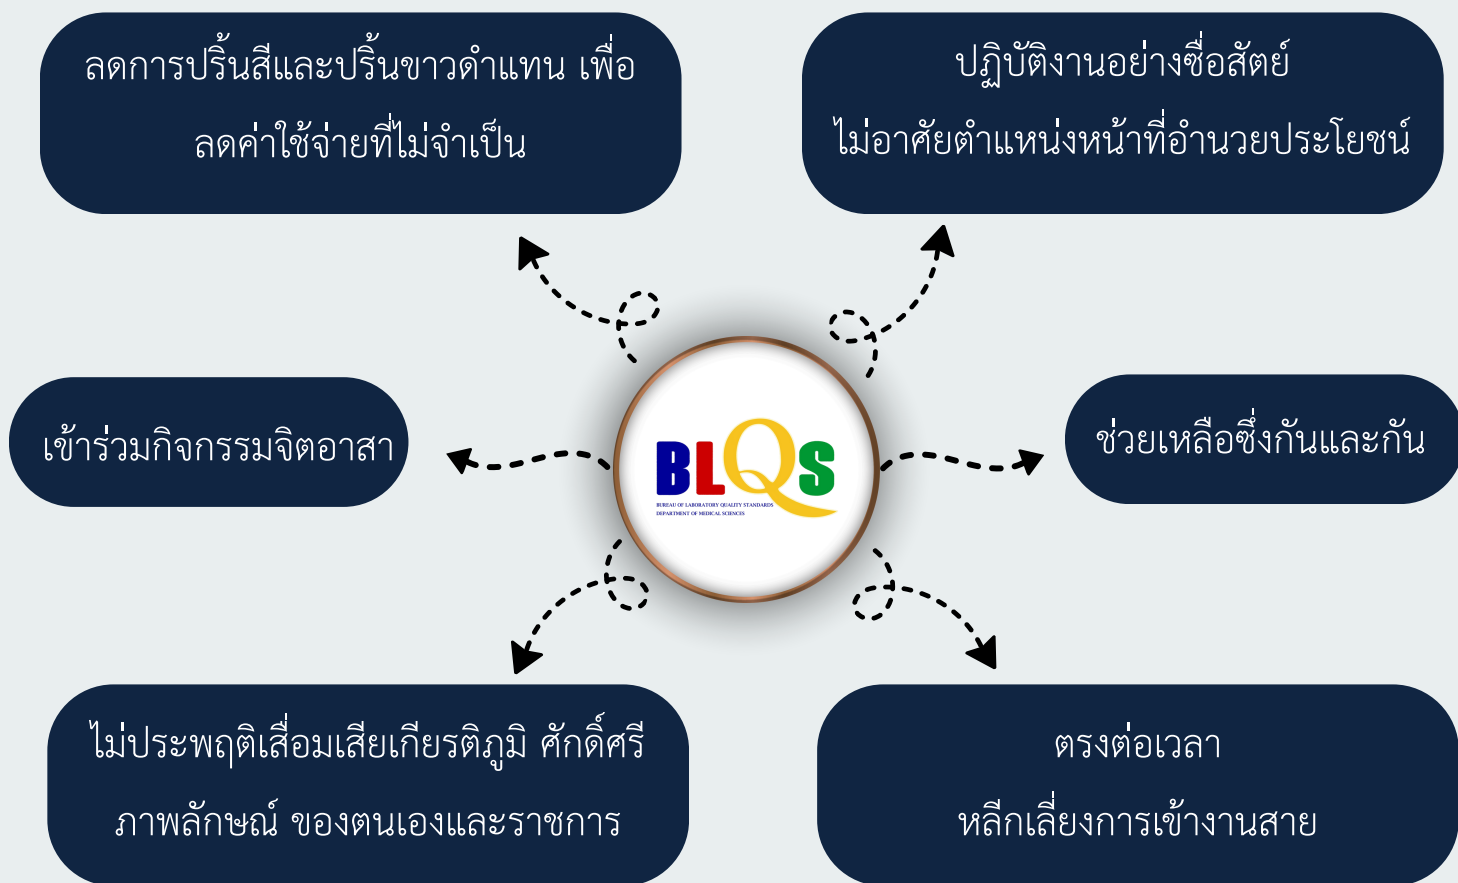 ลดการปริ้นสีและปริ้นขาวดำแทน เพื่อ
ลดค่าใช้จ่ายที่ไม่จำเป็น
ปฏิบัติงานอย่างซื่อสัตย์
ไม่อาศัยตำแหน่งหน้าที่อำนวยประโยชน์
เข้าร่วมกิจกรรมจิตอาสา
BLQS
BUREAU OF LABORATORY QUALITY STANDARDS
DEPARTMENT OF MEDICAL SCIENCES
ช่วยเหลือซึ่งกันและกัน
ไม่ประพฤติเสื่อมเสียเกียรติภูมิ ศักดิ์ศรี
ภาพลักษณ์ ของตนเองและราชการ
ตรงต่อเวลา
หลีกเลี่ยงการเข้างานสาย